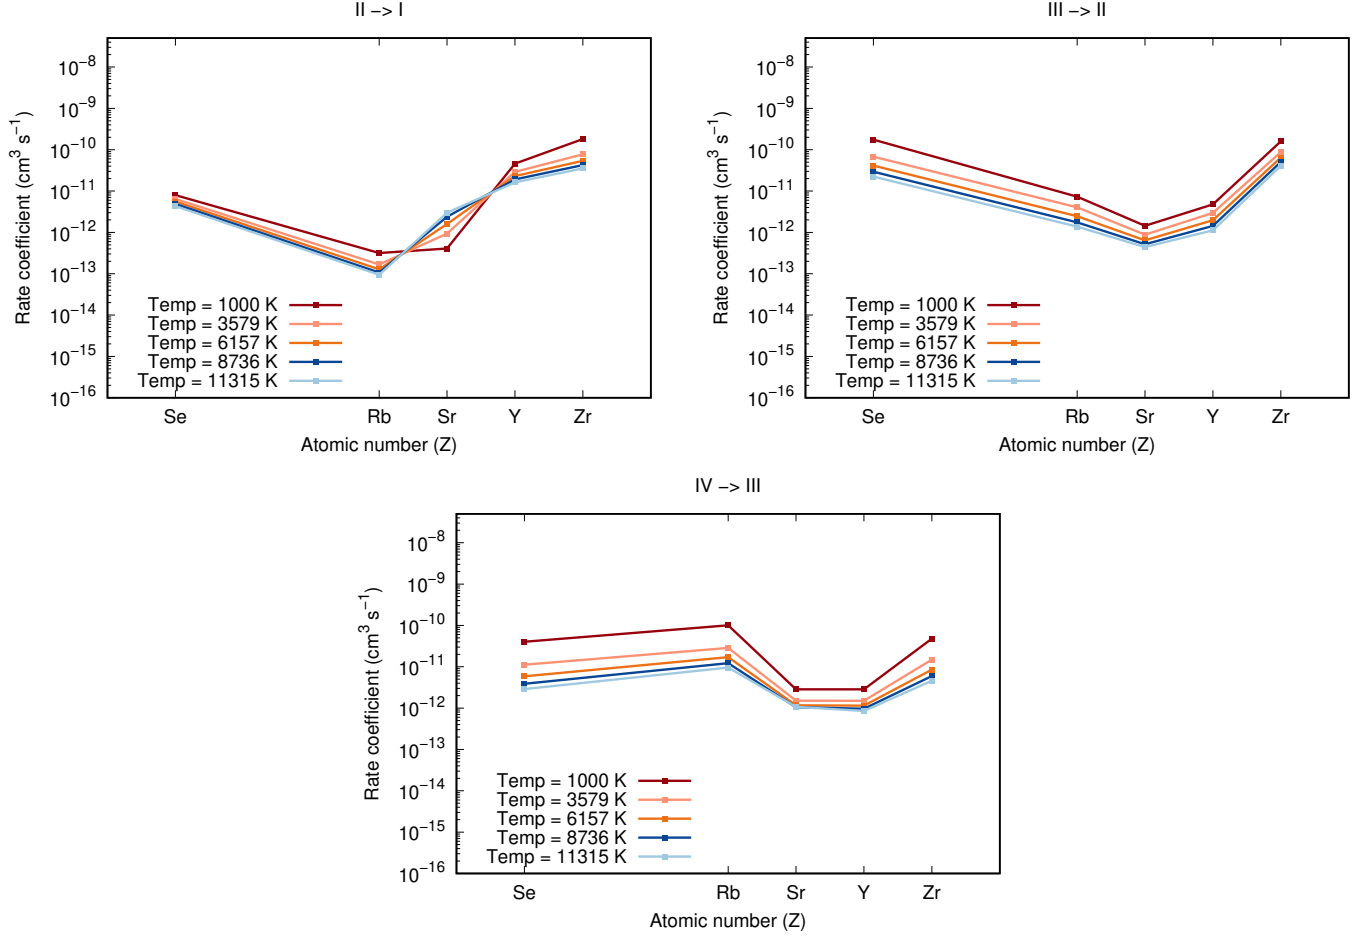 II −> I
Rate coefficient (cm³ s⁻¹)
10⁻⁸
10⁻⁹
10⁻¹⁰
10⁻¹¹
10⁻¹²
10⁻¹³
10⁻¹⁴
10⁻¹⁵
10⁻¹⁶
Temp = 1000 K
Temp = 3579 K
Temp = 6157 K
Temp = 8736 K
Temp = 11315 K
Se Rb Sr Y Zr
Atomic number (Z)
III −> II
Rate coefficient (cm³ s⁻¹)
10⁻⁸
10⁻⁹
10⁻¹⁰
10⁻¹¹
10⁻¹²
10⁻¹³
10⁻¹⁴
10⁻¹⁵
10⁻¹⁶
Temp = 1000 K
Temp = 3579 K
Temp = 6157 K
Temp = 8736 K
Temp = 11315 K
Se Rb Sr Y Zr
Atomic number (Z)
IV −> III
Rate coefficient (cm³ s⁻¹)
10⁻⁸
10⁻⁹
10⁻¹⁰
10⁻¹¹
10⁻¹²
10⁻¹³
10⁻¹⁴
10⁻¹⁵
10⁻¹⁶
Temp = 1000 K
Temp = 3579 K
Temp = 6157 K
Temp = 8736 K
Temp = 11315 K
Se Rb Sr Y Zr
Atomic number (Z)